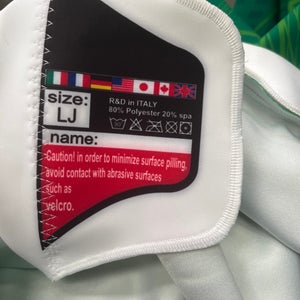 size:
LJ
R&D in ITALY
80% Polyester 20% spa
name:
Caution! in order to minimize surface pilling,
avoid contact with abrasive surfaces
such as
velcro.